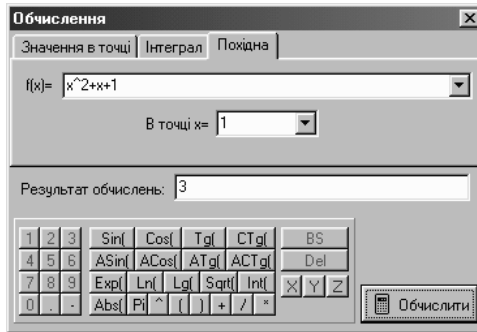 Обчислення
Значення в точці Інтеграл Похідна
f(x)= x^2+x+1
В точці x= 1
Результат обчислень: 3
1 2 3 Sin( Cos( Tg( CTg( BS
4 5 6 ASin( ACos( ATg( ACTg( Del
7 8 9 Exp( Ln( Lg( Sqrt( Int( X Y Z
0 . - Abs( Pi ^ ( ) + / * Обчислити